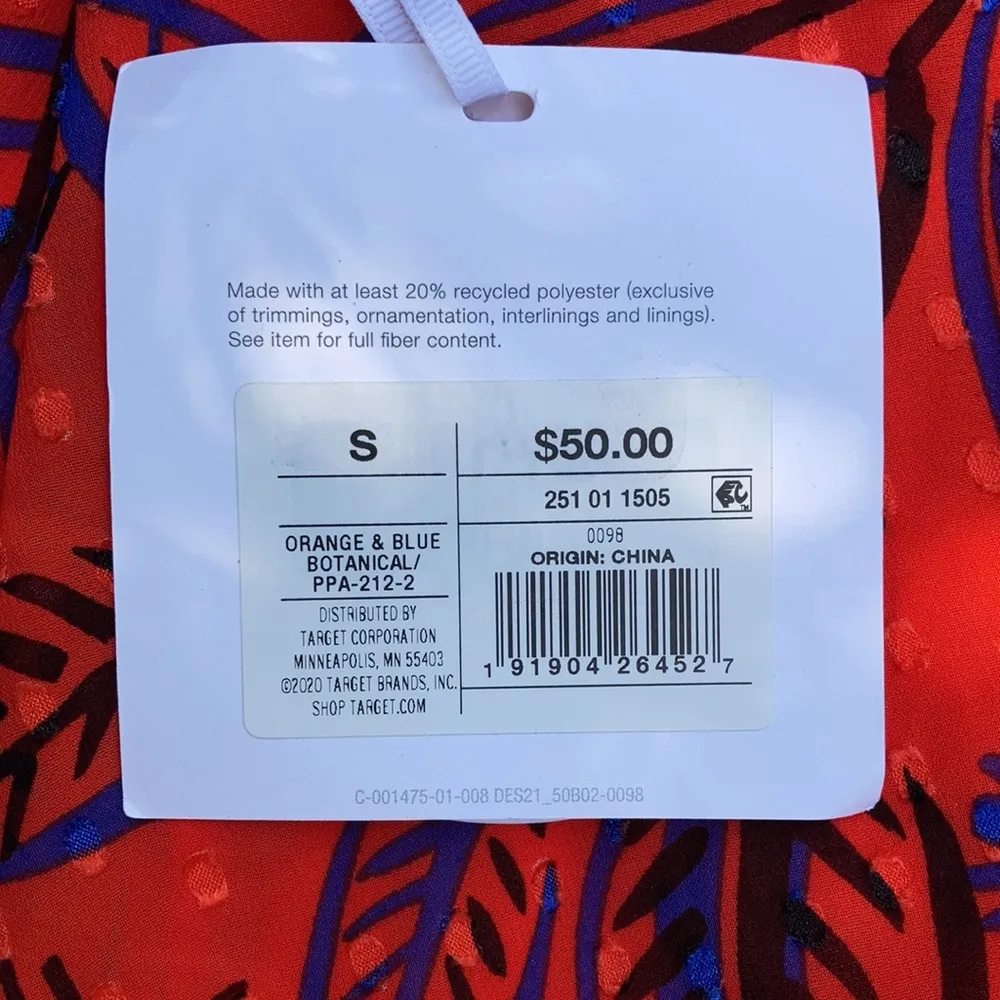 Made with at least 20% recycled polyester (exclusive
of trimmings, ornamentation, interlinings and linings).
See item for full fiber content.
S
$50.00
251 01 1505
TM
0098
ORIGIN: CHINA
ORANGE & BLUE
BOTANICAL/
PPA-212-2
DISTRIBUTED BY
TARGET CORPORATION
MINNEAPOLIS, MN 55403
©2020 TARGET BRANDS, INC.
SHOP TARGET.COM
1 91904 26452 7
C-001475-01-008 DES21_50B02-0098